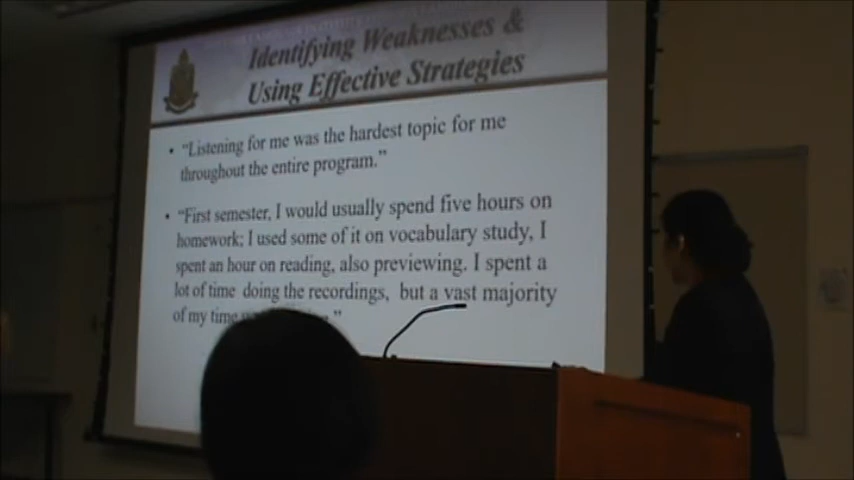 Identifying Weaknesses &
Using Effective Strategies
• “Listening for me was the hardest topic for me
throughout the entire program.”
• “First semester, I would usually spend five hours on
homework; I used some of it on vocabulary study, I
spent an hour on reading, also previewing. I spent a
lot of time doing the recordings, but a vast majority
of my time ”